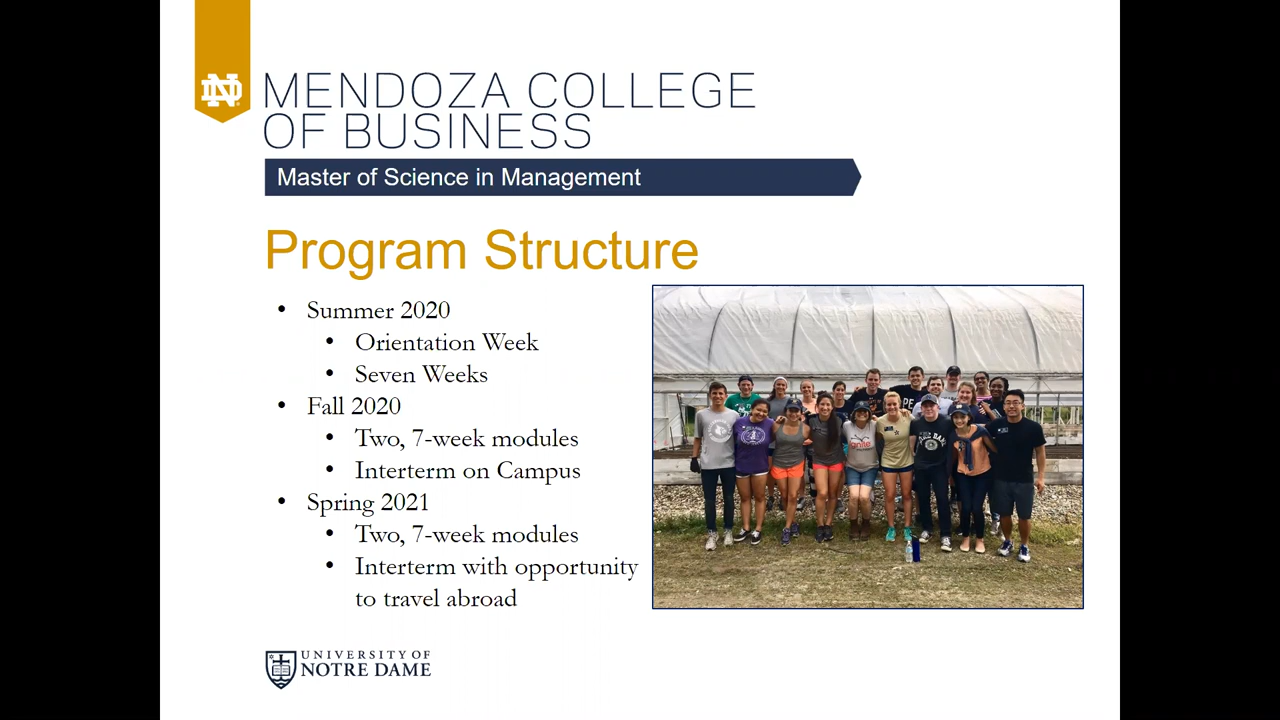 ND
MENDOZA COLLEGE
OF BUSINESS
Master of Science in Management
Program Structure
• Summer 2020
• Orientation Week
• Seven Weeks
• Fall 2020
• Two, 7-week modules
• Interterm on Campus
• Spring 2021
• Two, 7-week modules
• Interterm with opportunity
to travel abroad
UNIVERSITY OF
NOTRE DAME